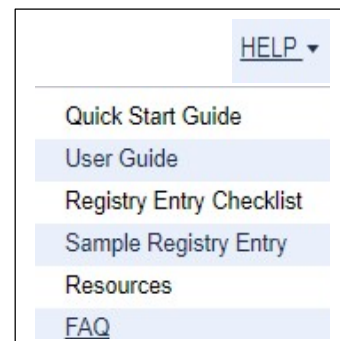 HELP
Quick Start Guide
User Guide
Registry Entry Checklist
Sample Registry Entry
Resources
FAQ